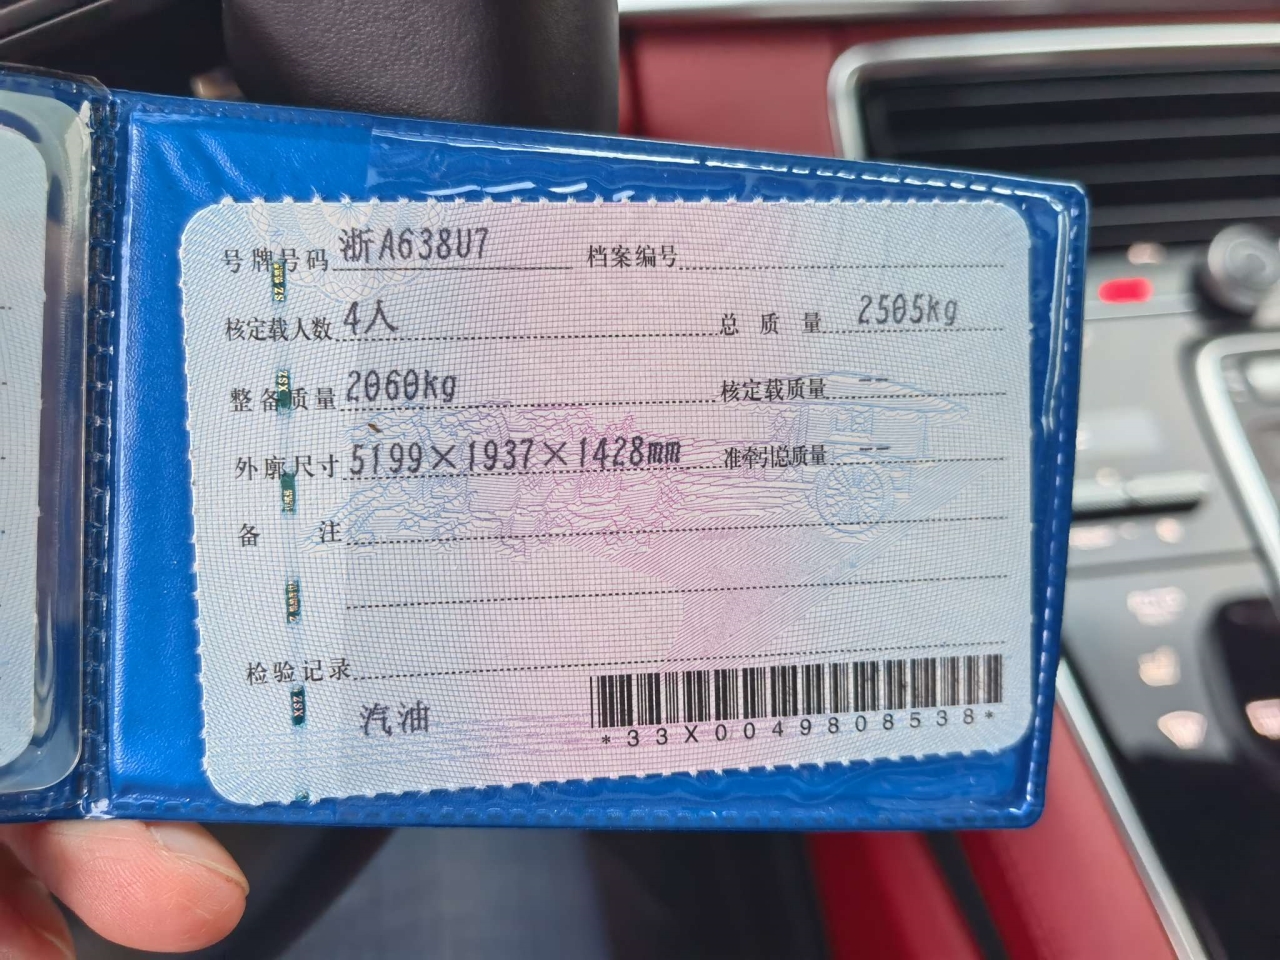 号牌号码 浙A638U7 档案编号
核定载人数 4人 总质量 2505kg
整备质量 2060kg 核定载质量 --
外廓尺寸 5199×1937×1428mm 准牵引总质量 --
备注
检验记录
汽油
*33X0049808538*